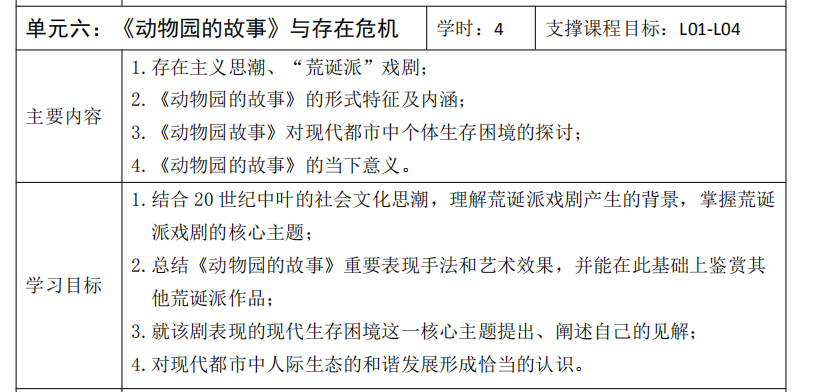 单元六：《动物园的故事》与存在危机
学时：4
支撑课程目标：L01-L04
主要内容
1. 存在主义思潮、“荒诞派”戏剧；
2. 《动物园的故事》的形式特征及内涵；
3. 《动物园故事》对现代都市中个体生存困境的探讨；
4. 《动物园的故事》的当下意义。
学习目标
1. 结合 20 世纪中叶的社会文化思潮，理解荒诞派戏剧产生的背景，掌握荒诞
派戏剧的核心主题；
2. 总结《动物园的故事》重要表现手法和艺术效果，并能在此基础上鉴赏其
他荒诞派作品；
3. 就该剧表现的现代生存困境这一核心主题提出、阐述自己的见解；
4. 对现代都市中人际生态的和谐发展形成恰当的认识。